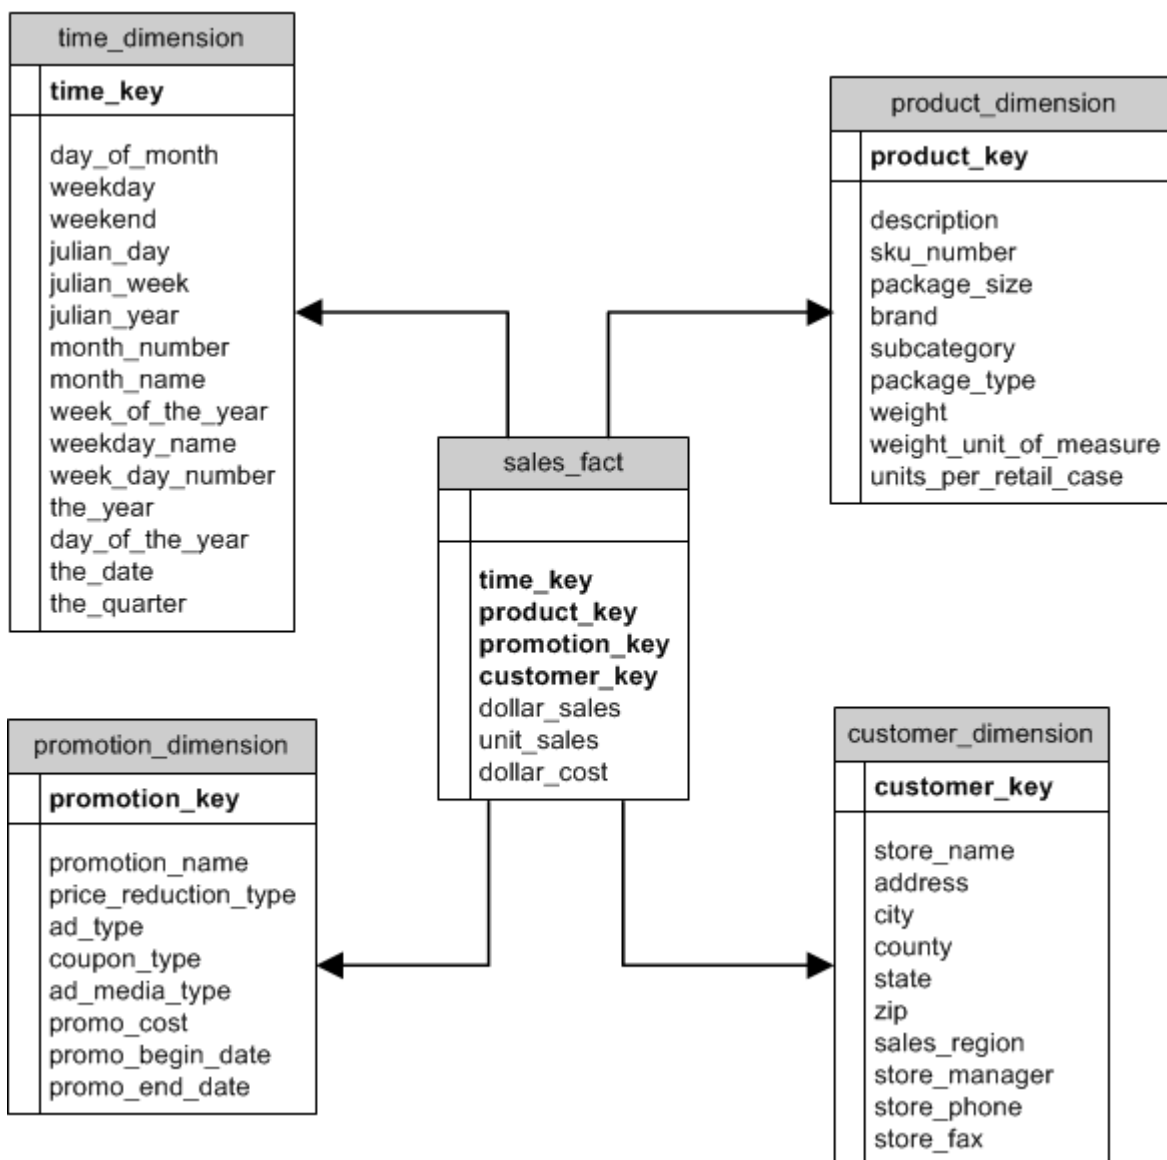 time_dimension
time_key
day_of_month
weekday
weekend
julian_day
julian_week
julian_year
month_number
month_name
week_of_the_year
weekday_name
week_day_number
the_year
day_of_the_year
the_date
the_quarter
product_dimension
product_key
description
sku_number
package_size
brand
subcategory
package_type
weight
weight_unit_of_measure
units_per_retail_case
sales_fact
time_key
product_key
promotion_key
customer_key
dollar_sales
unit_sales
dollar_cost
promotion_dimension
promotion_key
promotion_name
price_reduction_type
ad_type
coupon_type
ad_media_type
promo_cost
promo_begin_date
promo_end_date
customer_dimension
customer_key
store_name
address
city
county
state
zip
sales_region
store_manager
store_phone
store_fax